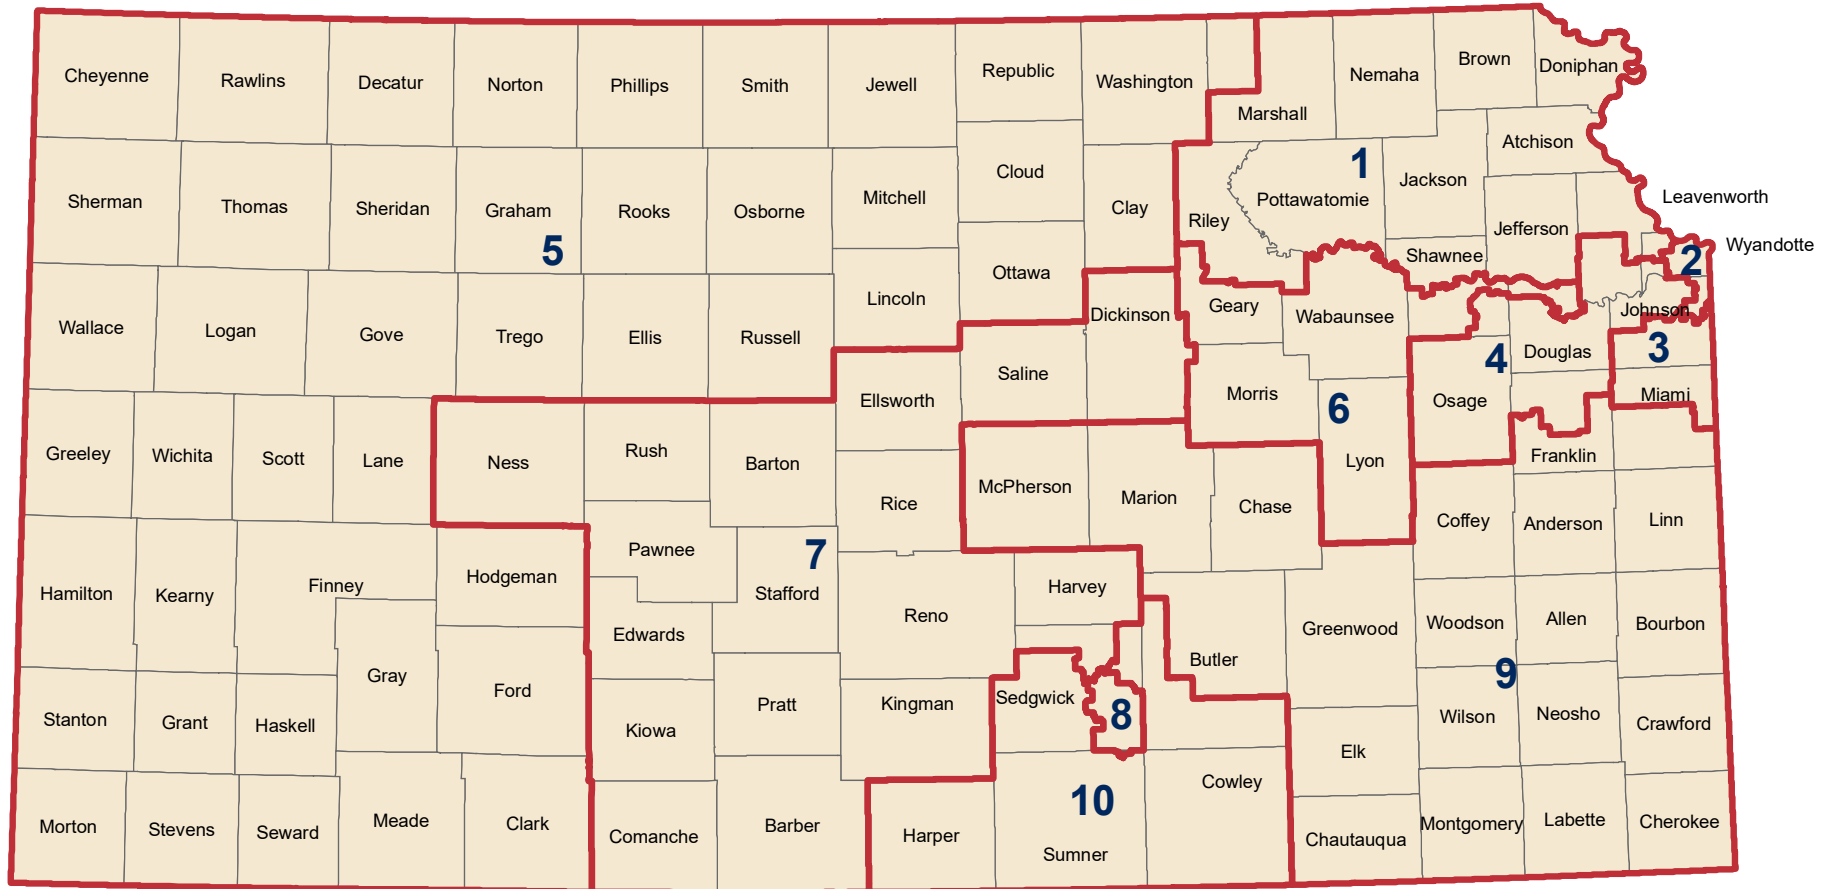 Cheyenne
Rawlins
Decatur
Norton
Phillips
Smith
Jewell
Republic
Washington
Marshall
Nemaha
Brown
Doniphan
Sherman
Thomas
Sheridan
Graham
Rooks
Osborne
Mitchell
Cloud
Clay
Riley
Pottawatomie
1
Jackson
Atchison
Jefferson
Shawnee
Leavenworth
Wyandotte
2
5
Wallace
Logan
Gove
Trego
Ellis
Russell
Lincoln
Ottawa
Dickinson
Geary
Wabaunsee
Johnson
3
4
Douglas
Saline
Ellsworth
Morris
6
Osage
Miami
Greeley
Wichita
Scott
Lane
Ness
Rush
Barton
Rice
McPherson
Marion
Chase
Lyon
Franklin
Coffey
Anderson
Linn
Hamilton
Kearny
Finney
Hodgeman
Pawnee
7
Stafford
Edwards
Reno
Harvey
Butler
Greenwood
Woodson
Allen
Bourbon
9
Gray
Ford
Stanton
Grant
Haskell
Kiowa
Pratt
Kingman
Sedgwick
8
Wilson
Neosho
Crawford
Elk
Cowley
10
Morton
Stevens
Seward
Meade
Clark
Comanche
Barber
Harper
Sumner
Chautauqua
Montgomery
Labette
Cherokee